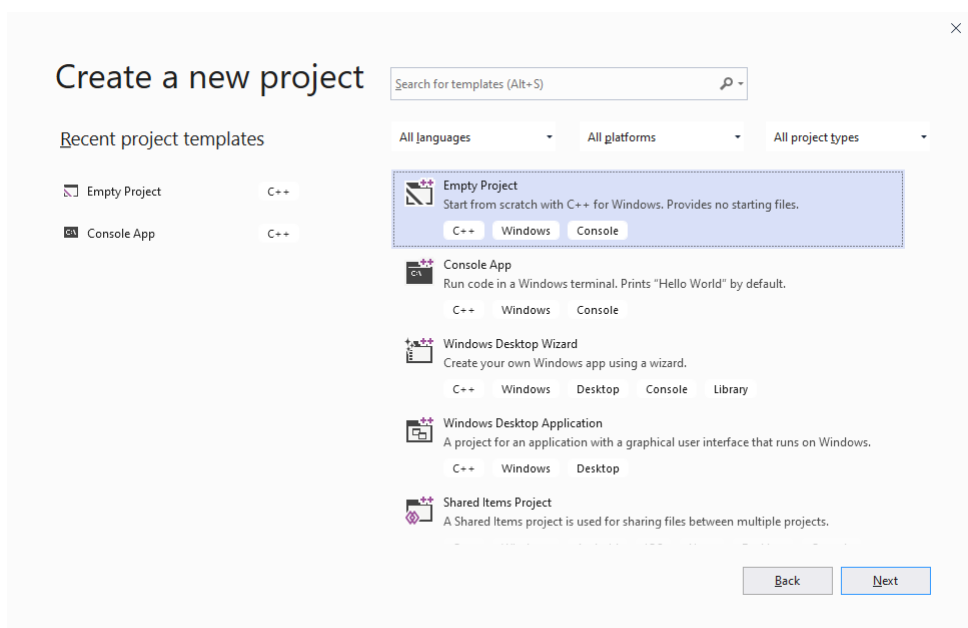 Create a new project
Search for templates (Alt+S)
Recent project templates
All languages
All platforms
All project types
Empty Project
C++
Console App
C++
Empty Project
Start from scratch with C++ for Windows. Provides no starting files.
C++ Windows Console
Console App
Run code in a Windows terminal. Prints "Hello World" by default.
C++ Windows Console
Windows Desktop Wizard
Create your own Windows app using a wizard.
C++ Windows Desktop Console Library
Windows Desktop Application
A project for an application with a graphical user interface that runs on Windows.
C++ Windows Desktop
Shared Items Project
A Shared Items project is used for sharing files between multiple projects.
Back
Next